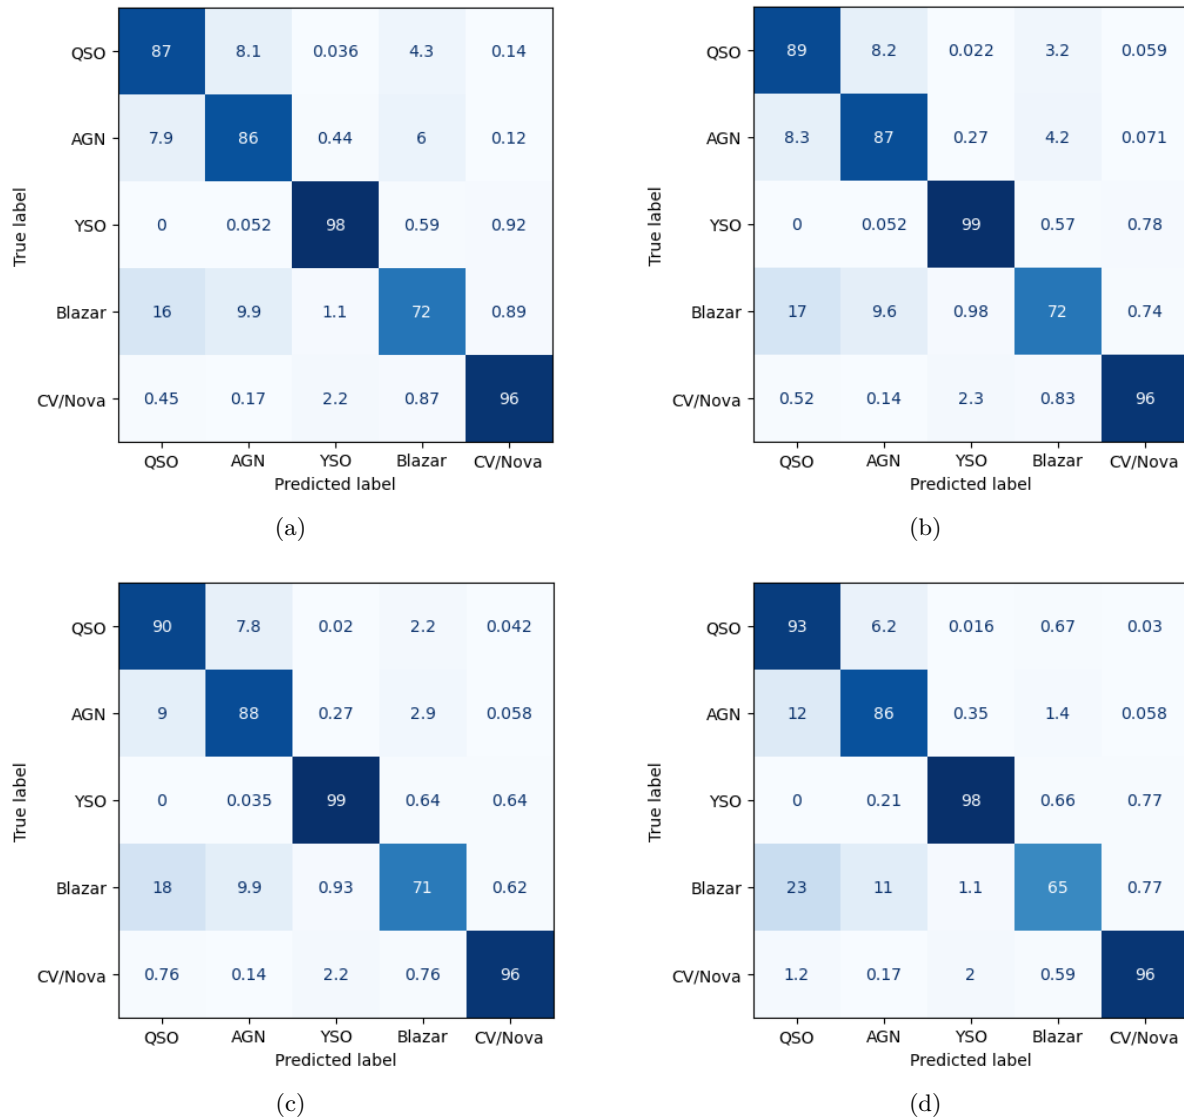 QSO 87 8.1 0.036 4.3 0.14
AGN 7.9 86 0.44 6 0.12
YSO 0 0.052 98 0.59 0.92
Blazar 16 9.9 1.1 72 0.89
CV/Nova 0.45 0.17 2.2 0.87 96
True label
QSO AGN YSO Blazar CV/Nova
Predicted label
(a)
QSO 89 8.2 0.022 3.2 0.059
AGN 8.3 87 0.27 4.2 0.071
YSO 0 0.052 99 0.57 0.78
Blazar 17 9.6 0.98 72 0.74
CV/Nova 0.52 0.14 2.3 0.83 96
True label
QSO AGN YSO Blazar CV/Nova
Predicted label
(b)
QSO 90 7.8 0.02 2.2 0.042
AGN 9 88 0.27 2.9 0.058
YSO 0 0.035 99 0.64 0.64
Blazar 18 9.9 0.93 71 0.62
CV/Nova 0.76 0.14 2.2 0.76 96
True label
QSO AGN YSO Blazar CV/Nova
Predicted label
(c)
QSO 93 6.2 0.016 0.67 0.03
AGN 12 86 0.35 1.4 0.058
YSO 0 0.21 98 0.66 0.77
Blazar 23 11 1.1 65 0.77
CV/Nova 1.2 0.17 2 0.59 96
True label
QSO AGN YSO Blazar CV/Nova
Predicted label
(d)